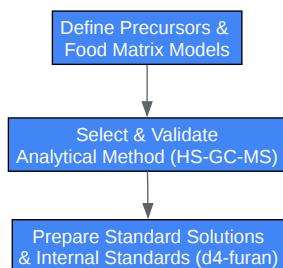 Define Precursors &
Food Matrix Models
Select & Validate
Analytical Method (HS-GC-MS)
Prepare Standard Solutions
& Internal Standards (d4-furan)